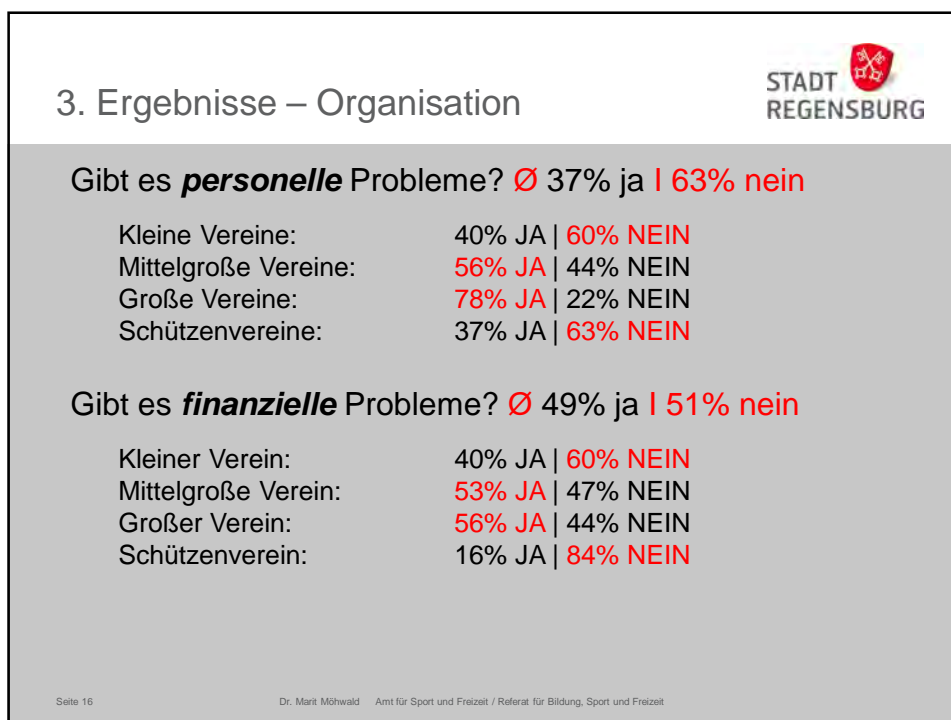 3. Ergebnisse – Organisation
STADT
REGENSBURG
Gibt es personelle Probleme? Ø 37% ja I 63% nein
Kleine Vereine: 40% JA | 60% NEIN
Mittelgroße Vereine: 56% JA | 44% NEIN
Große Vereine: 78% JA | 22% NEIN
Schützenvereine: 37% JA | 63% NEIN
Gibt es finanzielle Probleme? Ø 49% ja I 51% nein
Kleiner Verein: 40% JA | 60% NEIN
Mittelgroße Verein: 53% JA | 47% NEIN
Großer Verein: 56% JA | 44% NEIN
Schützenverein: 16% JA | 84% NEIN
Seite 16 Dr. Marit Möhwald Amt für Sport und Freizeit / Referat für Bildung, Sport und Freizeit